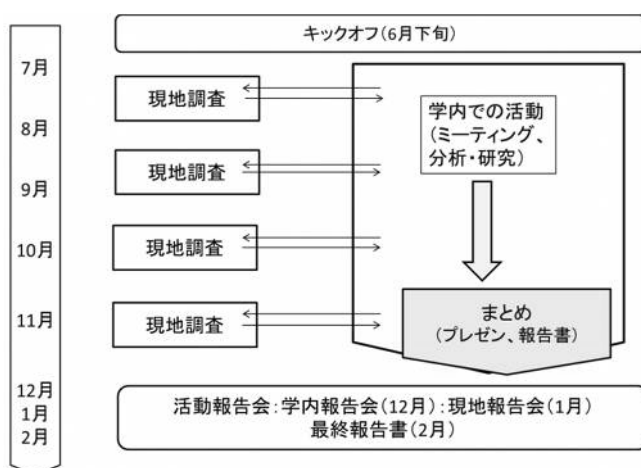 キックオフ(6月下旬)
7月
8月
9月
10月
11月
12月
1月
2月
現地調査
現地調査
現地調査
現地調査
学内での活動
(ミーティング、
分析・研究)
まとめ
(プレゼン、報告書)
活動報告会:学内報告会(12月):現地報告会(1月)
最終報告書(2月)